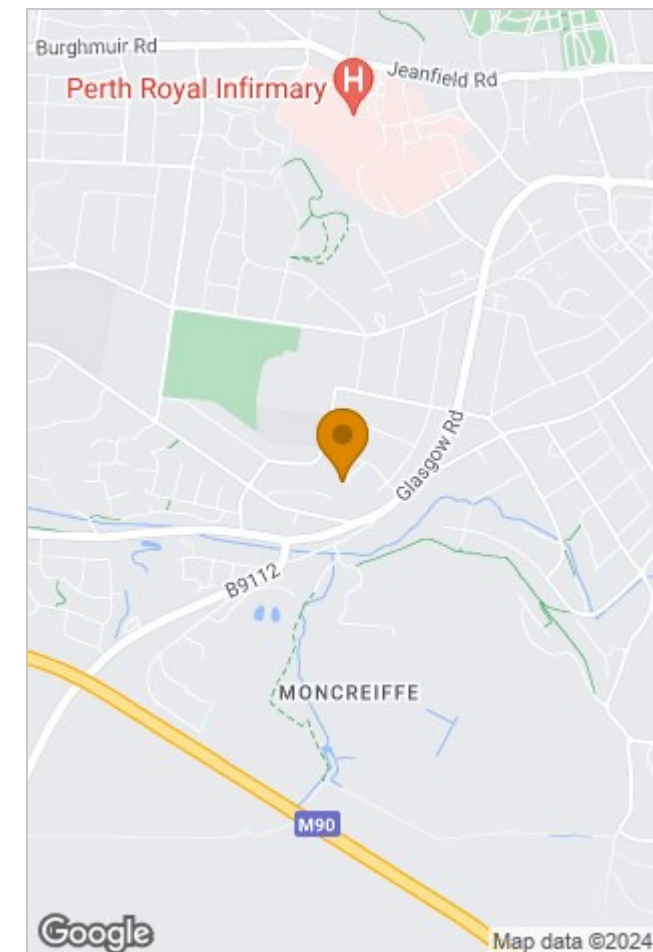 Burghmuir Rd
Jeanfield Rd
Perth Royal Infirmary
H
Glasgow Rd
B9112
MONCREIFFE
M90
Google
Map data ©2024